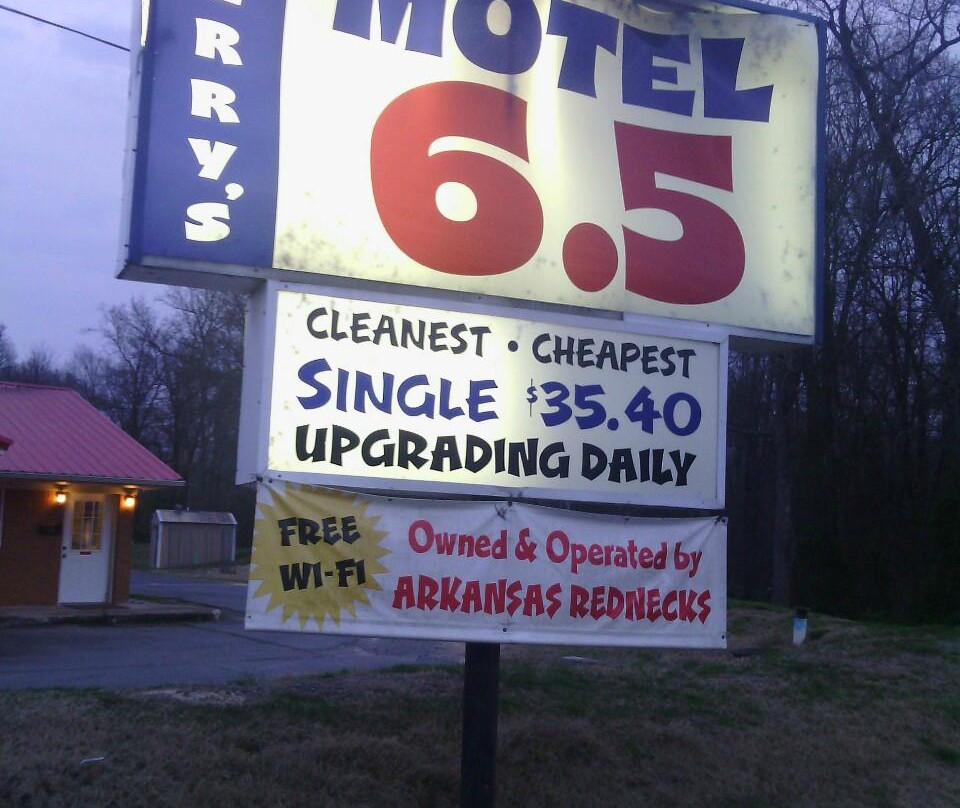 RRY'S
MOTEL
6.5
CLEANEST • CHEAPEST
SINGLE $35.40
UPGRADING DAILY
FREE
WI-FI
Owned & Operated by
ARKANSAS REDNECKS